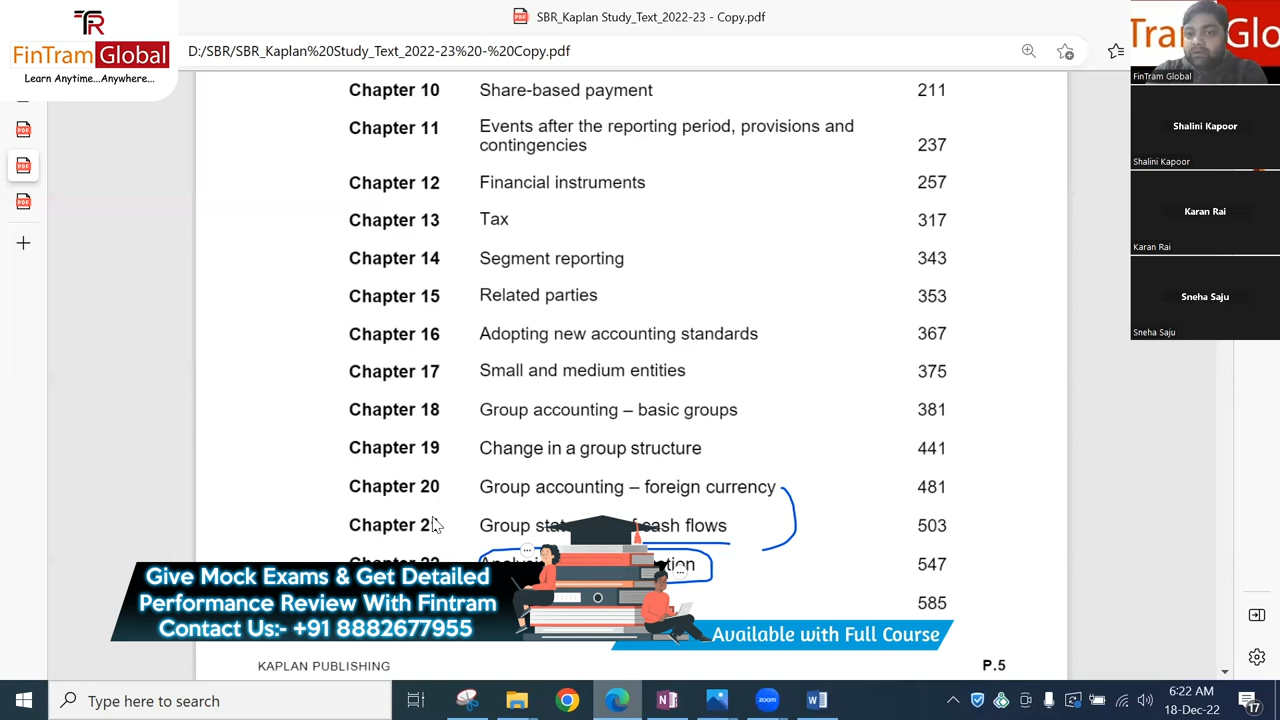 SBR_Kaplan Study_Text_2022-23 - Copy.pdf
FinTram Global
Learn Anytime...Anywhere...
D:/SBR/SBR_Kaplan%20Study_Text_2022-23%20-%20Copy.pdf
Chapter 10 Share-based payment 211
Chapter 11 Events after the reporting period, provisions and
contingencies 237
Chapter 12 Financial instruments 257
Chapter 13 Tax 317
Chapter 14 Segment reporting 343
Chapter 15 Related parties 353
Chapter 16 Adopting new accounting standards 367
Chapter 17 Small and medium entities 375
Chapter 18 Group accounting – basic groups 381
Chapter 19 Change in a group structure 441
Chapter 20 Group accounting – foreign currency 481
Chapter Group cash flows 503
547
585
KAPLAN PUBLISHING P.5
Give Mock Exams & Get Detailed
Performance Review With Fintram
Contact Us:- +91 8882677955
Available with Full Course
FinTram Global
Shalini Kapoor
Shalini Kapoor
Karan Rai
Karan Rai
Sneha Saju
Sneha Saju
Type here to search
6:22 AM
18-Dec-22
17